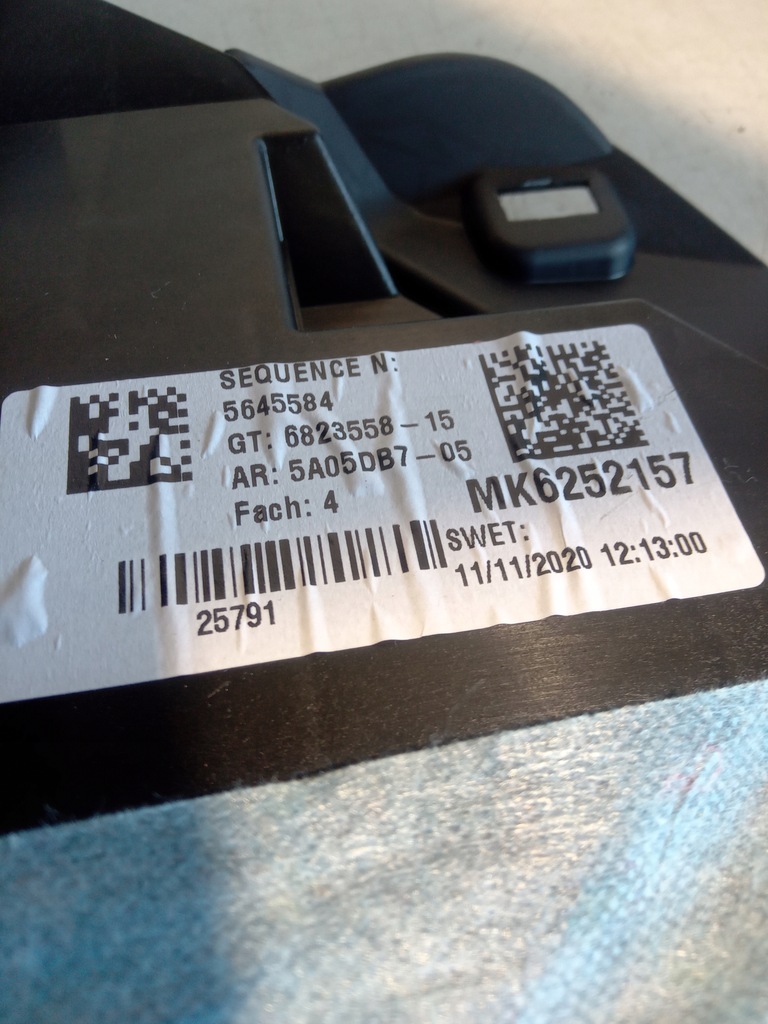 SEQUENCE N:
5645584
GT: 6823558-15
AR: 5A05DB7-05
Fach: 4
MK6252157
SWET:
11/11/2020 12:13:00
25791